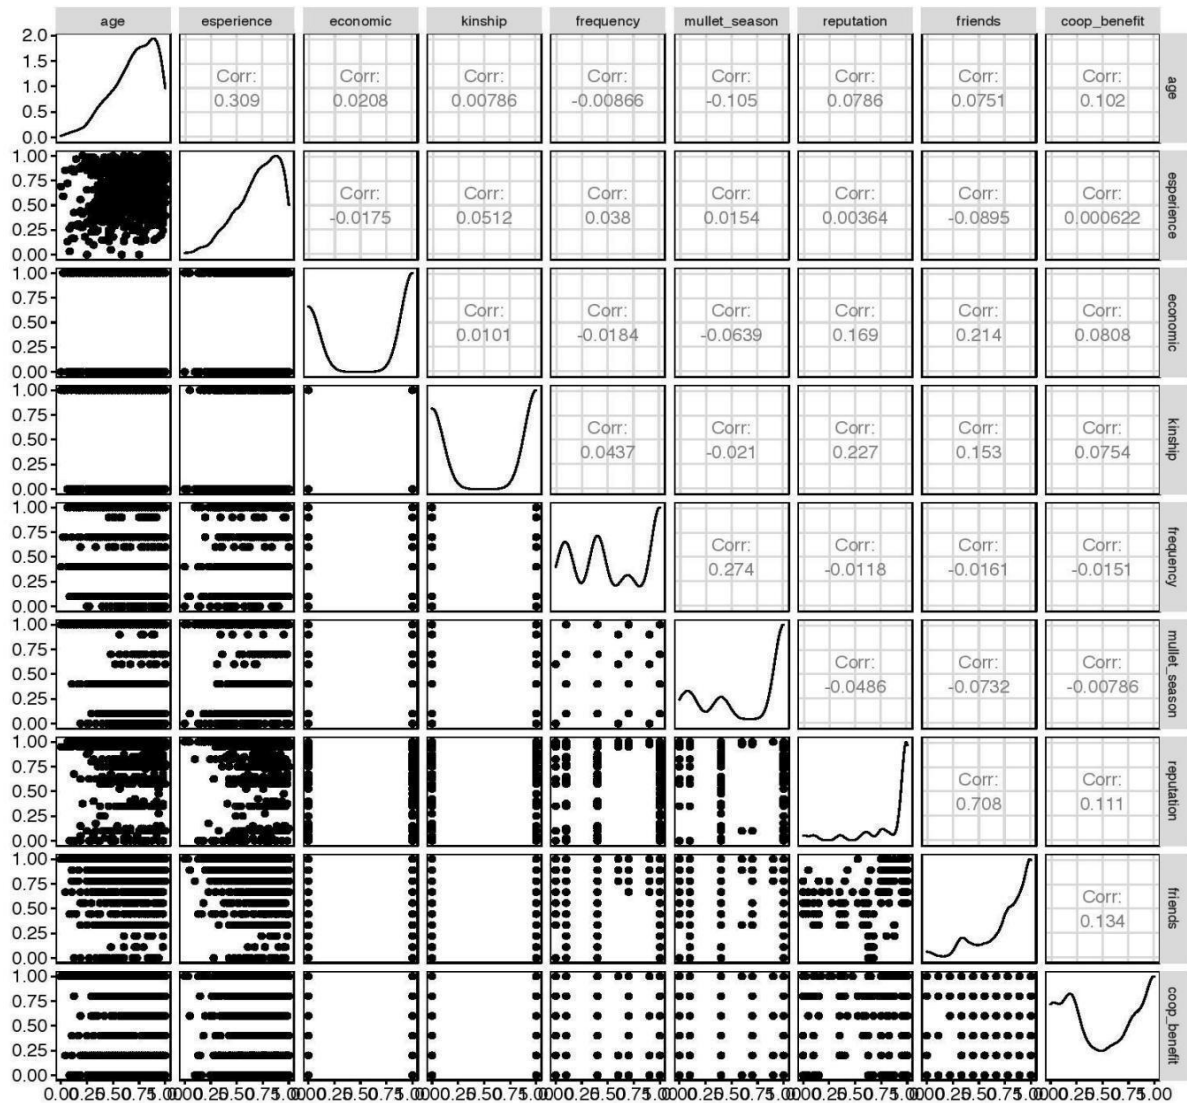 age esperience economic kinship frequency mullet_season reputation friends coop_benefit
2.0
1.5
1.0
0.5
0.0
Corr: Corr: Corr: Corr: Corr: Corr: Corr: Corr:
0.309 0.0208 0.00786 -0.00866 -0.105 0.0786 0.0751 0.102
age
1.00
0.75
0.50
0.25
0.00
Corr: Corr: Corr: Corr: Corr: Corr: Corr:
-0.0175 0.0512 0.038 0.0154 0.00364 -0.0895 0.000622
esperience
1.00
0.75
0.50
0.25
0.00
Corr: Corr: Corr: Corr: Corr: Corr:
0.0101 -0.0184 -0.0639 0.169 0.214 0.0808
economic
1.00
0.75
0.50
0.25
0.00
Corr: Corr: Corr: Corr: Corr:
0.0437 -0.021 0.227 0.153 0.0754
kinship
1.00
0.75
0.50
0.25
0.00
Corr: Corr: Corr: Corr:
0.274 -0.0118 -0.0161 -0.0151
frequency
1.00
0.75
0.50
0.25
0.00
Corr: Corr: Corr:
-0.0486 -0.0732 -0.00786
mullet_season
1.00
0.75
0.50
0.25
0.00
Corr: Corr:
0.708 0.111
reputation
1.00
0.75
0.50
0.25
0.00
Corr:
0.134
friends
1.00
0.75
0.50
0.25
0.00
coop_benefit